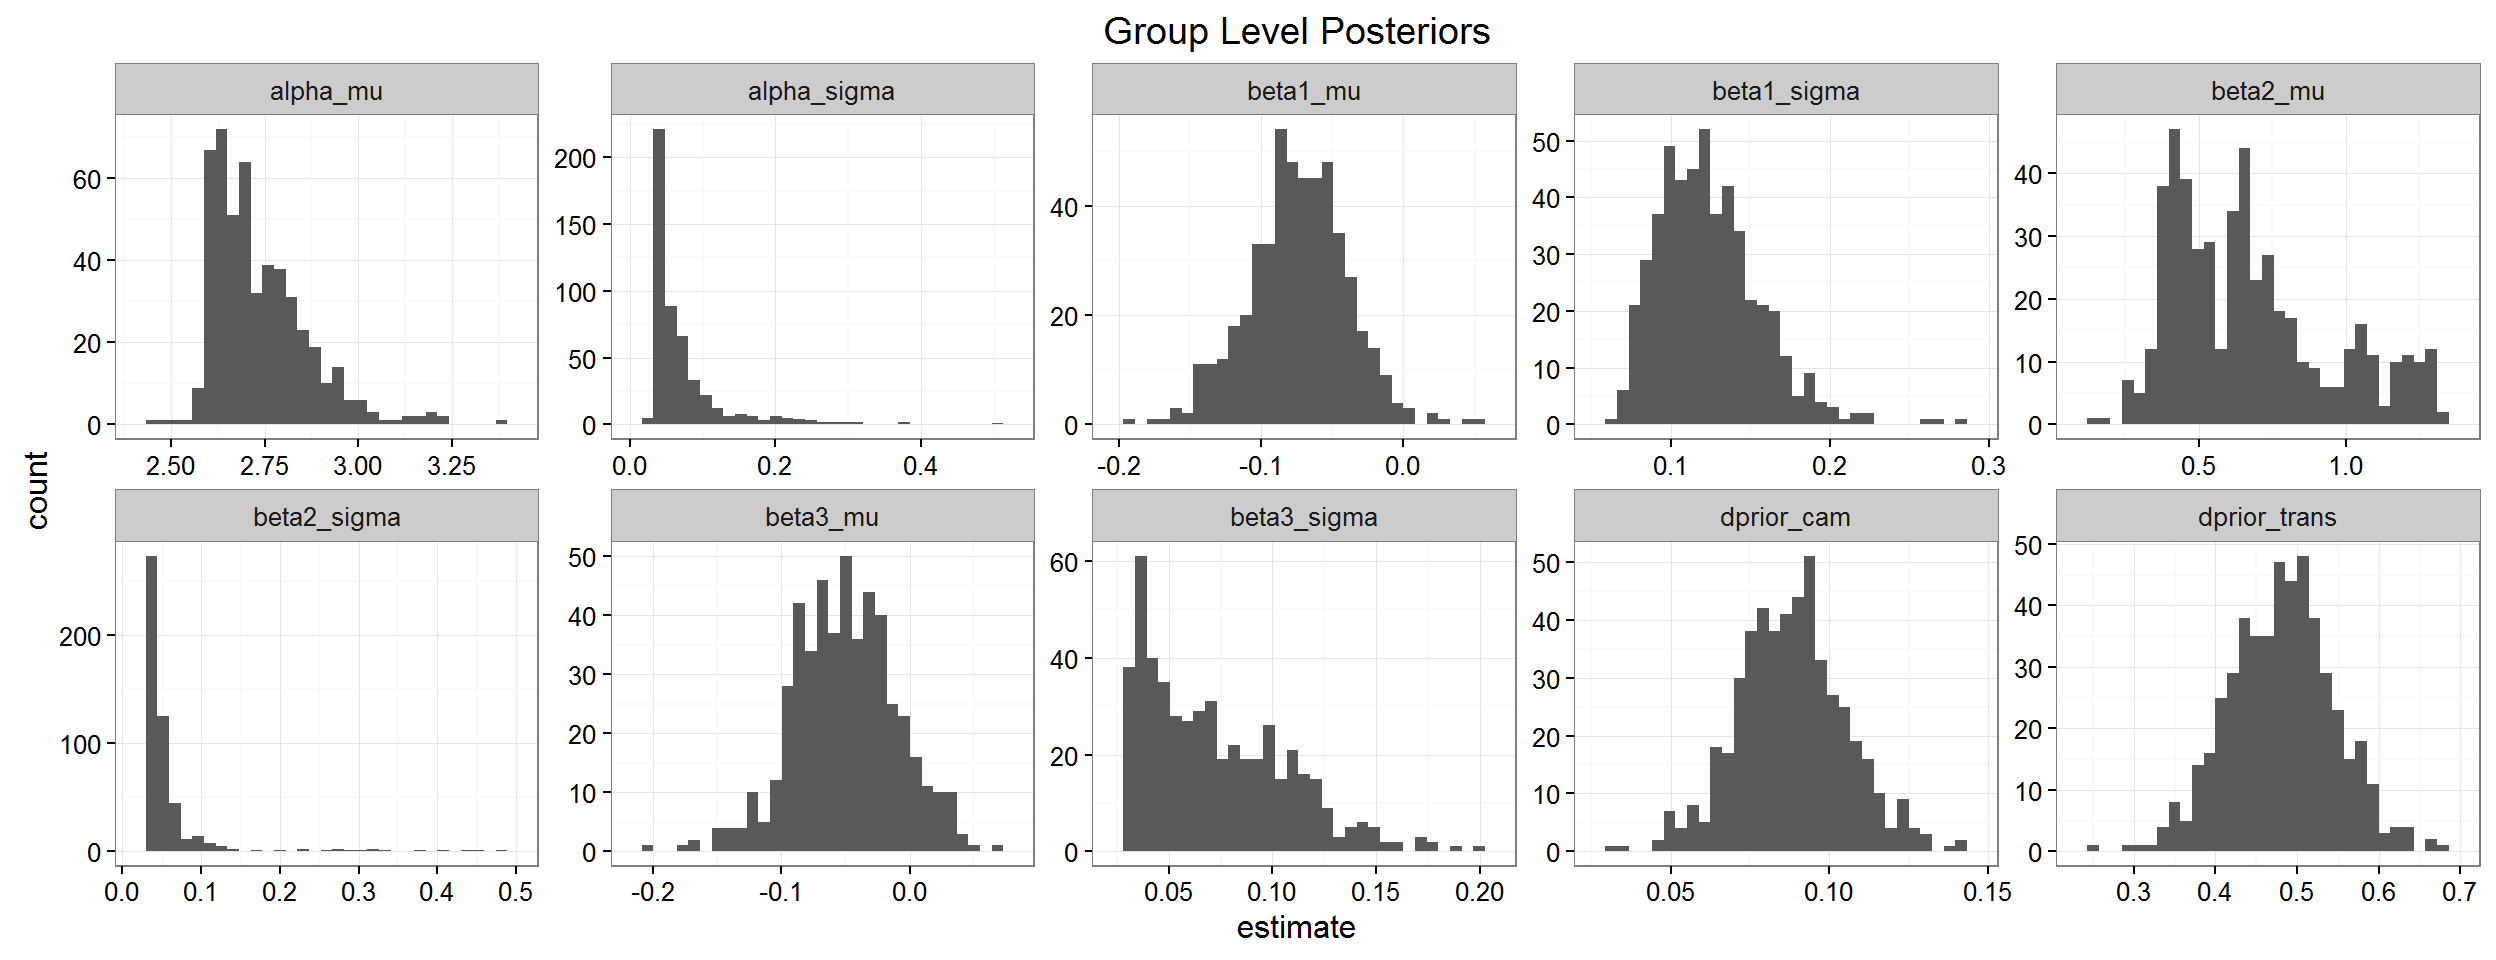 Group Level Posteriors
alpha_mu alpha_sigma beta1_mu beta1_sigma beta2_mu
60 40 20 0
200 150 100 50 0
40 20 0
50 40 30 20 10 0
40 30 20 10 0
2.50 2.75 3.00 3.25 0.0 0.2 0.4 -0.2 -0.1 0.0 0.1 0.2 0.3 0.5 1.0
count
beta2_sigma beta3_mu beta3_sigma dprior_cam dprior_trans
200 100 0
50 40 30 20 10 0
60 40 20 0
50 40 30 20 10 0
50 40 30 20 10 0
0.0 0.1 0.2 0.3 0.4 0.5 -0.2 -0.1 0.0 0.05 0.10 0.15 0.20 0.05 0.10 0.15 0.3 0.4 0.5 0.6 0.7
estimate